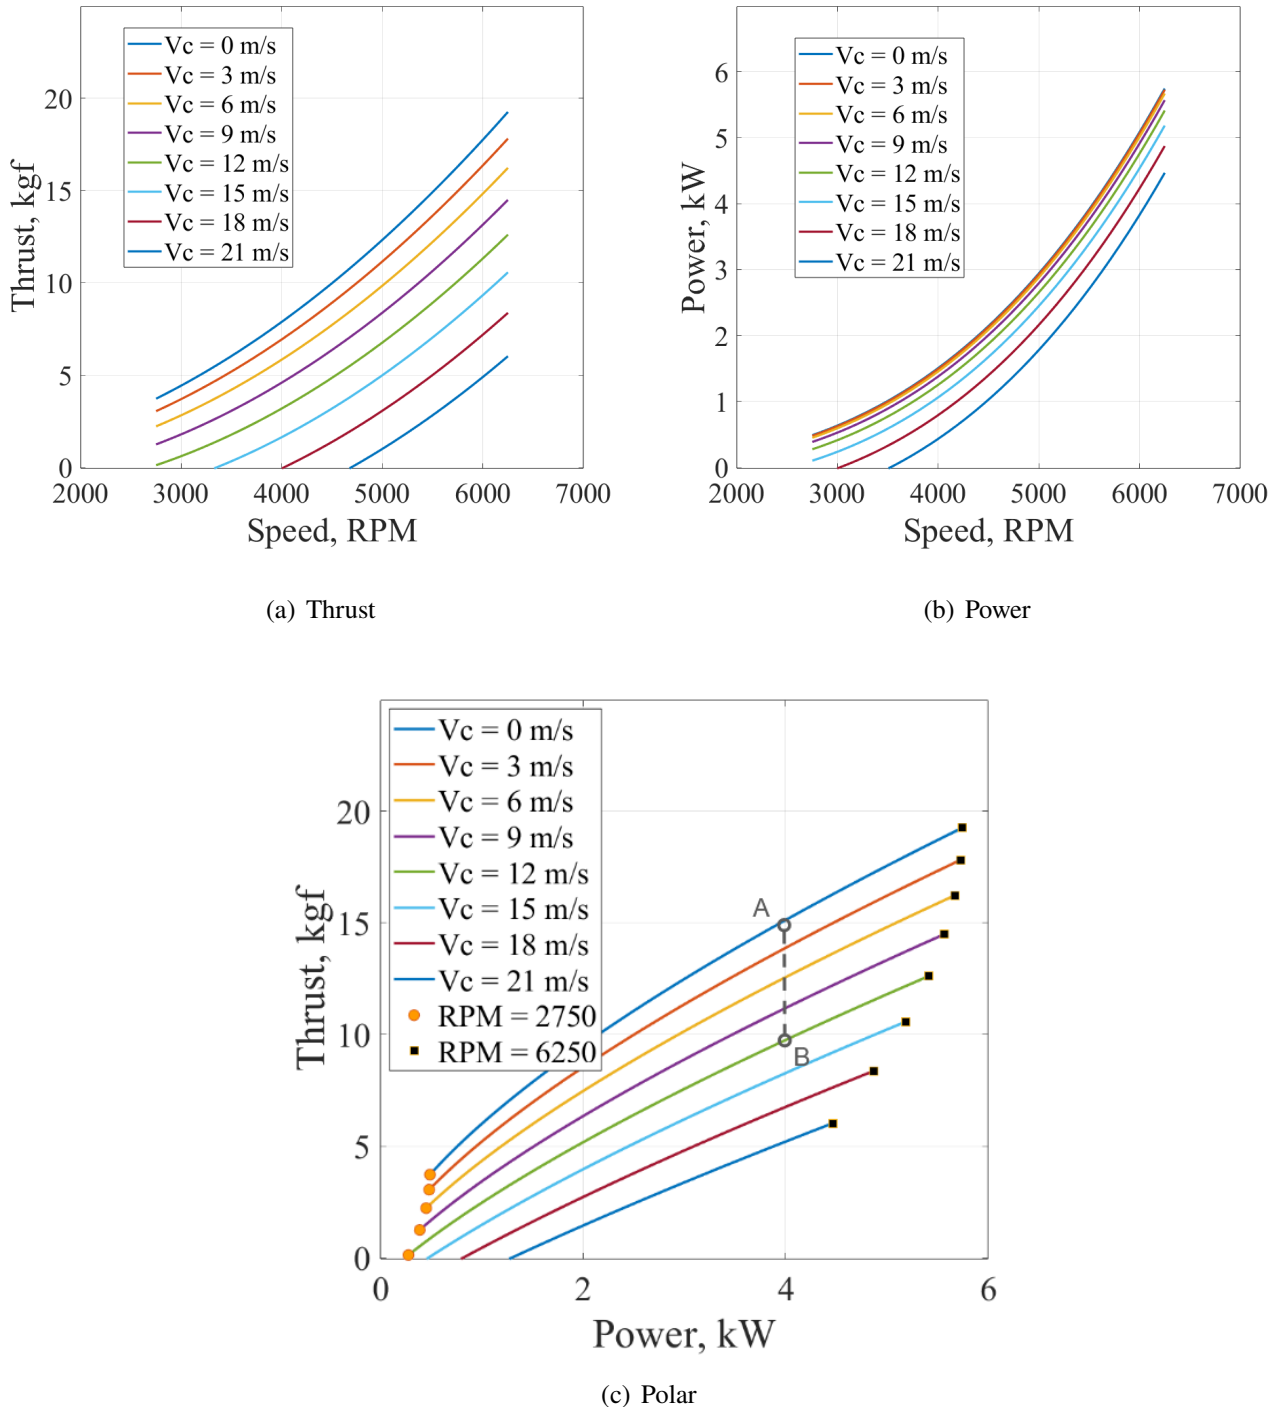 Thrust, kgf
20
15
10
5
0
Vc = 0 m/s
Vc = 3 m/s
Vc = 6 m/s
Vc = 9 m/s
Vc = 12 m/s
Vc = 15 m/s
Vc = 18 m/s
Vc = 21 m/s
2000 3000 4000 5000 6000 7000
Speed, RPM
(a) Thrust
Power, kW
6
5
4
3
2
1
0
Vc = 0 m/s
Vc = 3 m/s
Vc = 6 m/s
Vc = 9 m/s
Vc = 12 m/s
Vc = 15 m/s
Vc = 18 m/s
Vc = 21 m/s
2000 3000 4000 5000 6000 7000
Speed, RPM
(b) Power
Thrust, kgf
20
15
10
5
0
Vc = 0 m/s
Vc = 3 m/s
Vc = 6 m/s
Vc = 9 m/s
Vc = 12 m/s
Vc = 15 m/s
Vc = 18 m/s
Vc = 21 m/s
RPM = 2750
RPM = 6250
A
B
0 2 4 6
Power, kW
(c) Polar